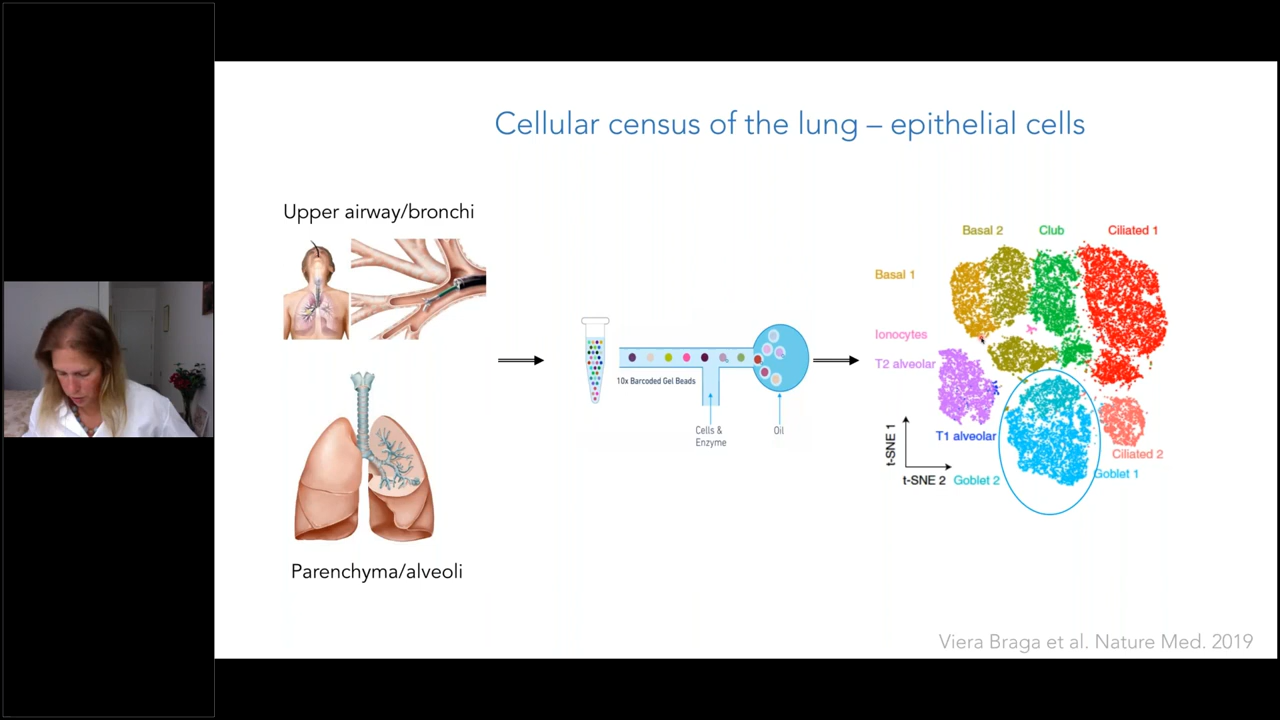 Cellular census of the lung – epithelial cells
Upper airway/bronchi
Parenchyma/alveoli
10x Barcoded Gel Beads
Cells &
Enzyme
Oil
Basal 2
Club
Ciliated 1
Basal 1
Ionocytes
T2 alveolar
T1 alveolar
Ciliated 2
Goblet 1
Goblet 2
t-SNE 1
t-SNE 2
Viera Braga et al. Nature Med. 2019